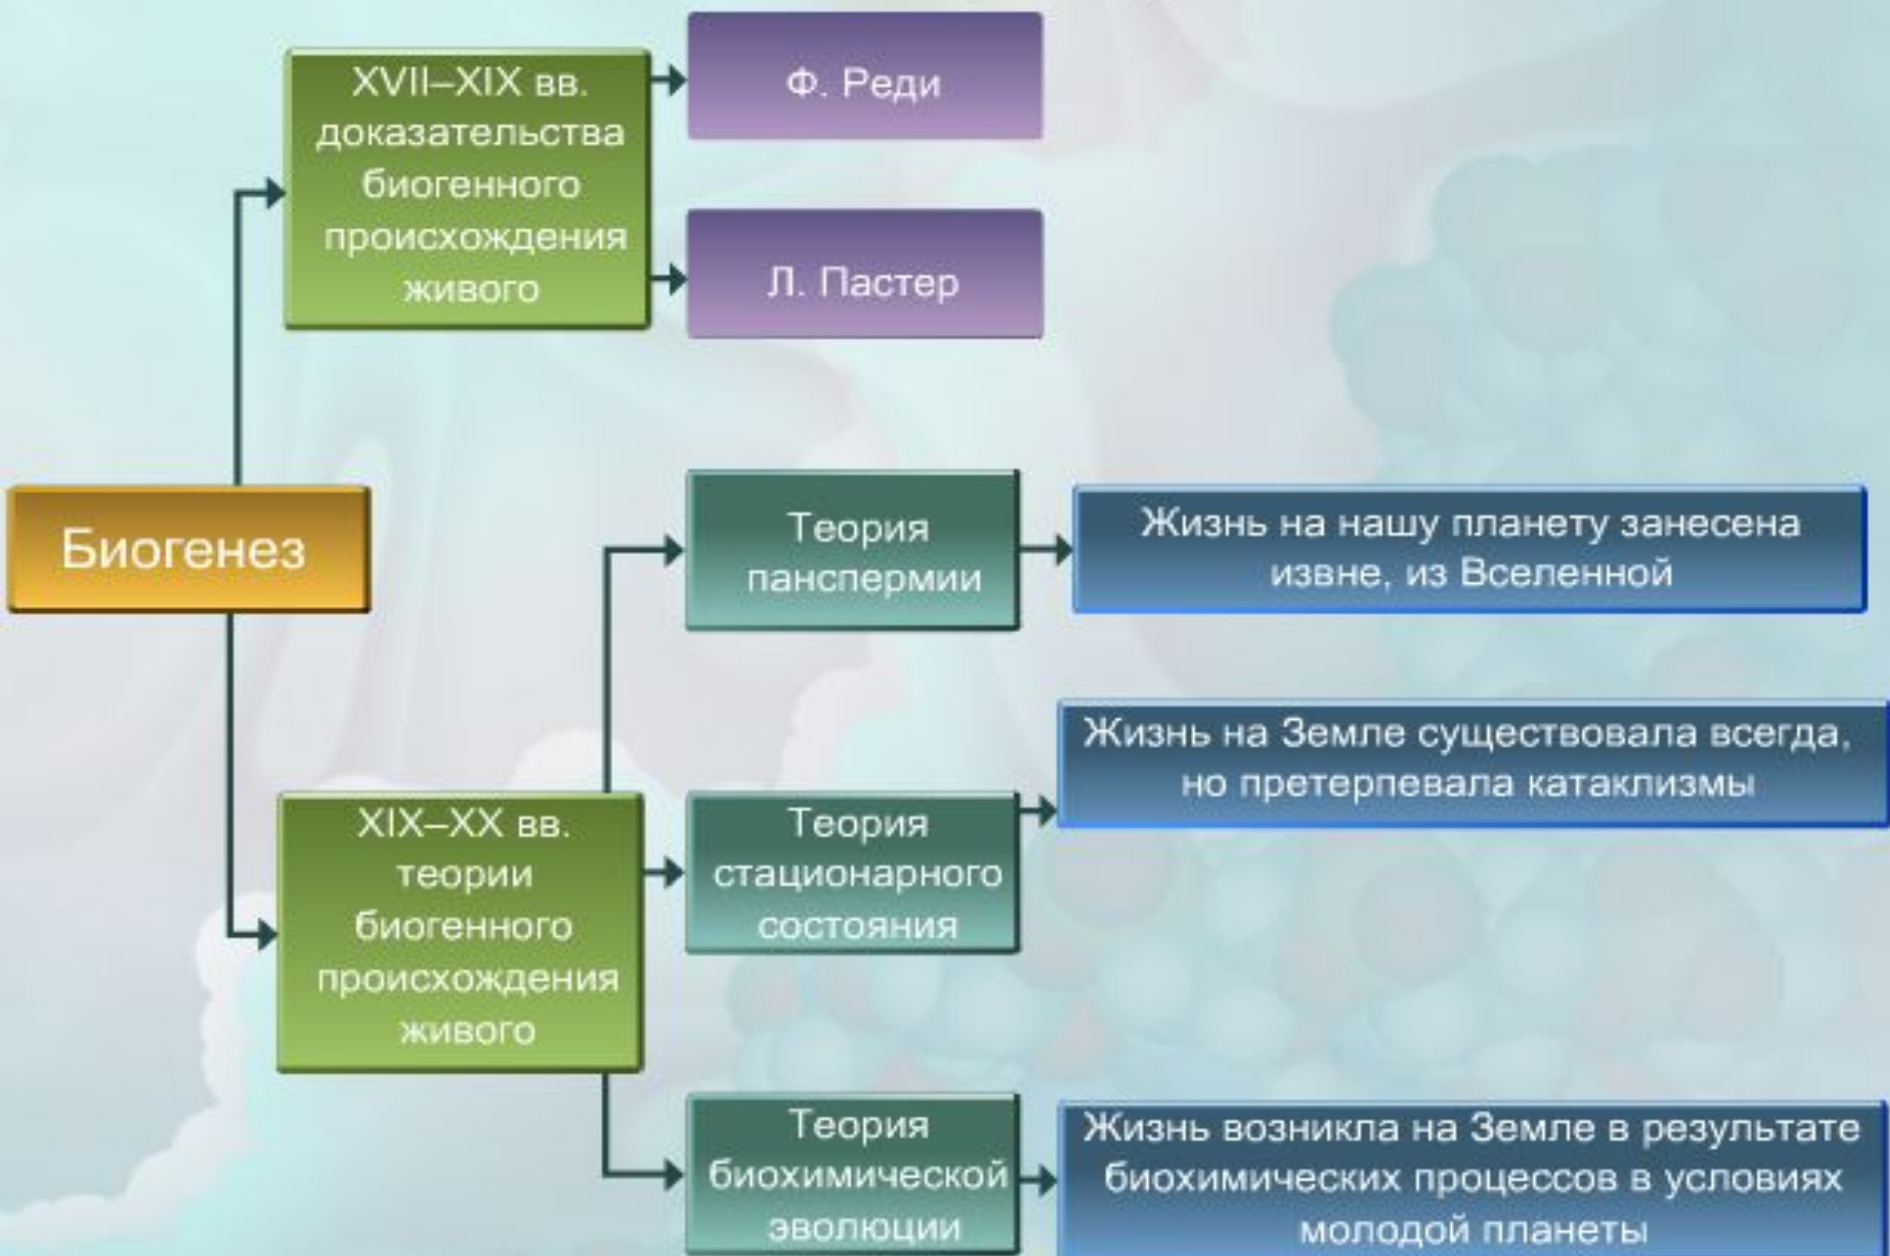 XVII–XIX вв.
доказательства
биогенного
происхождения
живого
Ф. Реди
Л. Пастер
Биогенез
Теория
панспермии
Жизнь на нашу планету занесена
извне, из Вселенной
XIX–XX вв.
теории
биогенного
происхождения
живого
Теория
стационарного
состояния
Жизнь на Земле существовала всегда,
но претерпевала катаклизмы
Теория
биохимической
эволюции
Жизнь возникла на Земле в результате
биохимических процессов в условиях
молодой планеты